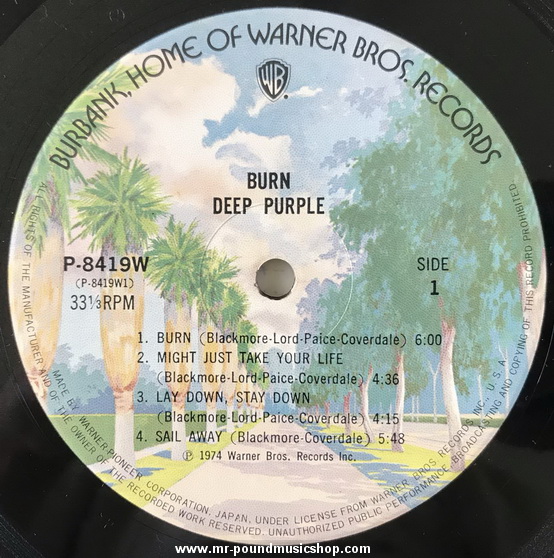 BURBANK, HOME OF WARNER BROS. RECORDS
WB
BURN
DEEP PURPLE
P-8419W
(P-8419W1)
33⅓RPM
SIDE
1
1. BURN (Blackmore-Lord-Paice-Coverdale) 6:00
2. MIGHT JUST TAKE YOUR LIFE
(Blackmore-Lord-Paice-Coverdale) 4:36
3. LAY DOWN, STAY DOWN
(Blackmore-Lord-Paice-Coverdale) 4:15
4. SAIL AWAY (Blackmore-Coverdale) 5:48
Ⓟ 1974 Warner Bros. Records Inc.
MADE BY WARNER-PIONEER CORPORATION, JAPAN, UNDER LICENSE FROM WARNER BROS. RECORDS INC., U.S.A.
ALL RIGHTS OF THE MANUFACTURER AND OF THE OWNER OF THE RECORDED WORK RESERVED. UNAUTHORIZED PUBLIC PERFORMANCE BROADCASTING AND COPYING OF THIS RECORD PROHIBITED
www.mr-poundmusicshop.com